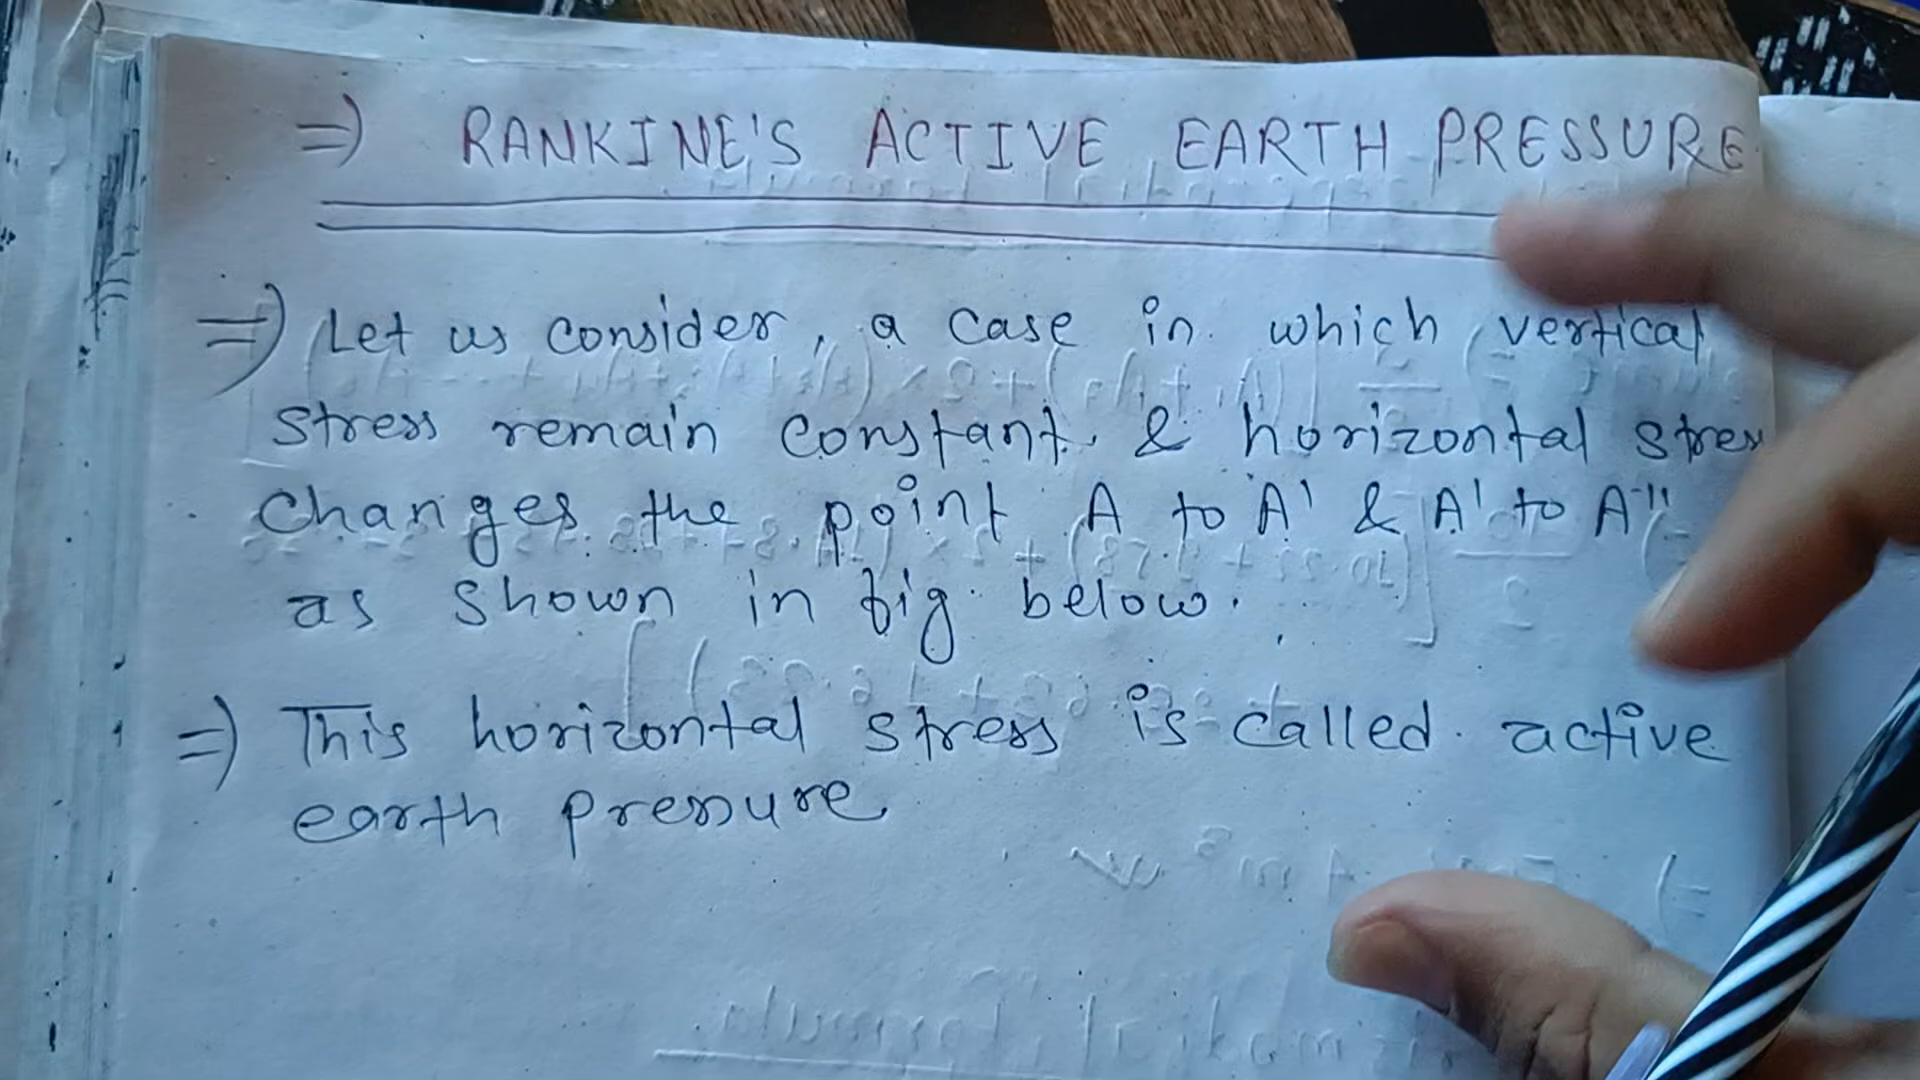 => RANKINE'S ACTIVE EARTH PRESSURE
=> Let us consider, a case in which vertical
stress remain constant & horizontal stress
changes the point A to A' & A' to A"
as shown in fig. below.
=> This horizontal stress is called active
earth pressure